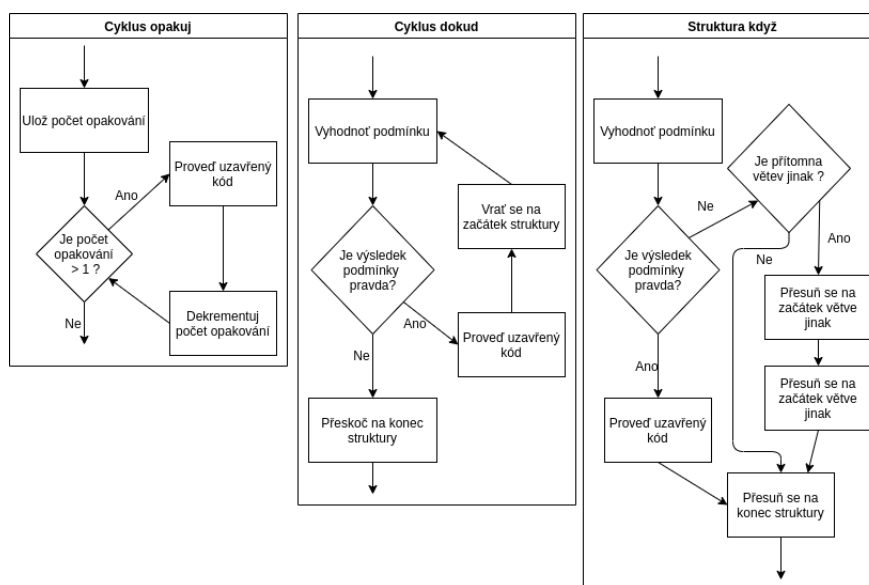 Cyklus opakuj
Ulož počet opakování
Ano
Proveď uzavřený
kód
Je počet
opakování
> 1 ?
Ne
Dekrementuj
počet opakování
Cyklus dokud
Vyhodnoť podmínku
Vrať se na
začátek struktury
Je výsledek
podmínky
pravda?
Ano
Proveď uzavřený
kód
Ne
Přeskoč na konec
struktury
Struktura když
Vyhodnoť podmínku
Je přítomna
větev jinak ?
Ne
Ano
Ne
Je výsledek
podmínky
pravda?
Přesuň se na
začátek větve
jinak
Ano
Přesuň se na
začátek větve
jinak
Proveď uzavřený
kód
Přesuň se na
konec struktury